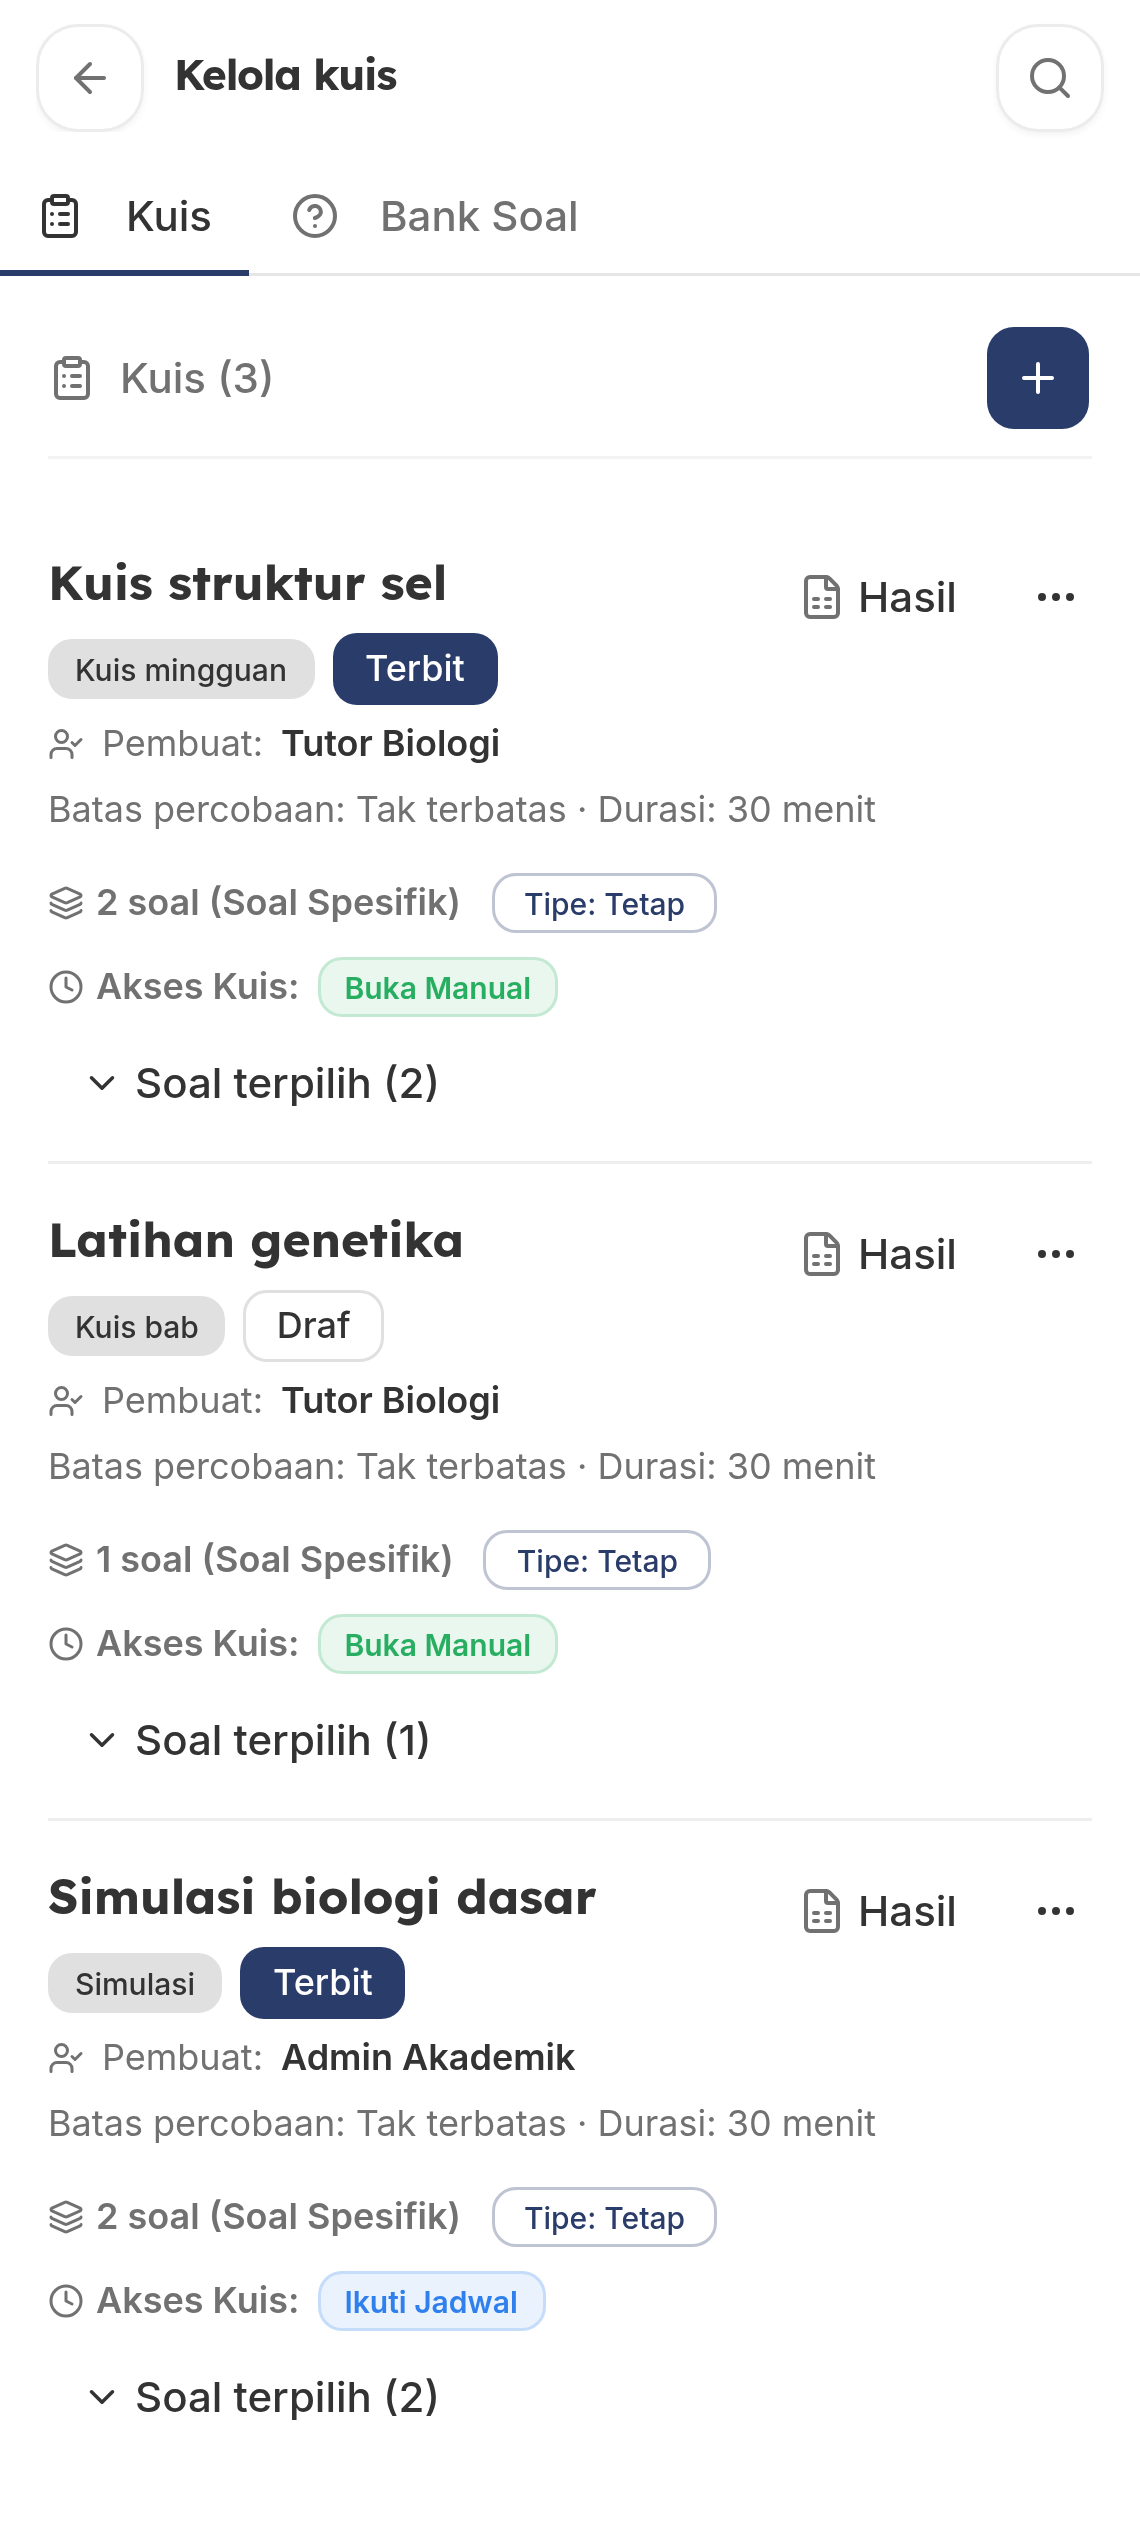 Kelola kuis
Kuis
Bank Soal
Kuis (3)
Kuis struktur sel
Hasil
Kuis mingguan
Terbit
Pembuat: Tutor Biologi
Batas percobaan: Tak terbatas · Durasi: 30 menit
2 soal (Soal Spesifik)
Tipe: Tetap
Akses Kuis:
Buka Manual
Soal terpilih (2)
Latihan genetika
Hasil
Kuis bab
Draf
Pembuat: Tutor Biologi
Batas percobaan: Tak terbatas · Durasi: 30 menit
1 soal (Soal Spesifik)
Tipe: Tetap
Akses Kuis:
Buka Manual
Soal terpilih (1)
Simulasi biologi dasar
Hasil
Simulasi
Terbit
Pembuat: Admin Akademik
Batas percobaan: Tak terbatas · Durasi: 30 menit
2 soal (Soal Spesifik)
Tipe: Tetap
Akses Kuis:
Ikuti Jadwal
Soal terpilih (2)